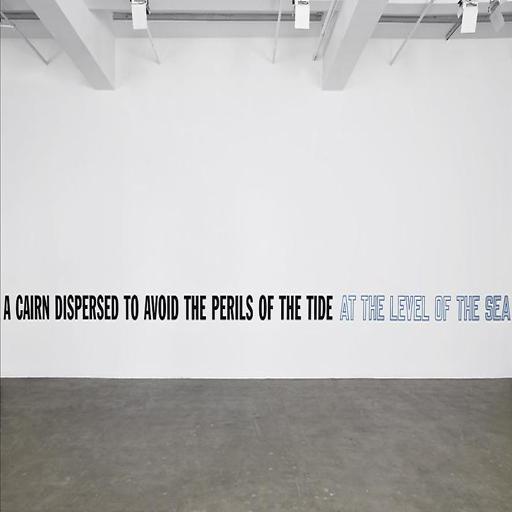 A CAIRN DISPERSED TO AVOID THE PERILS OF THE TIDE AT THE LEVEL OF THE SEA